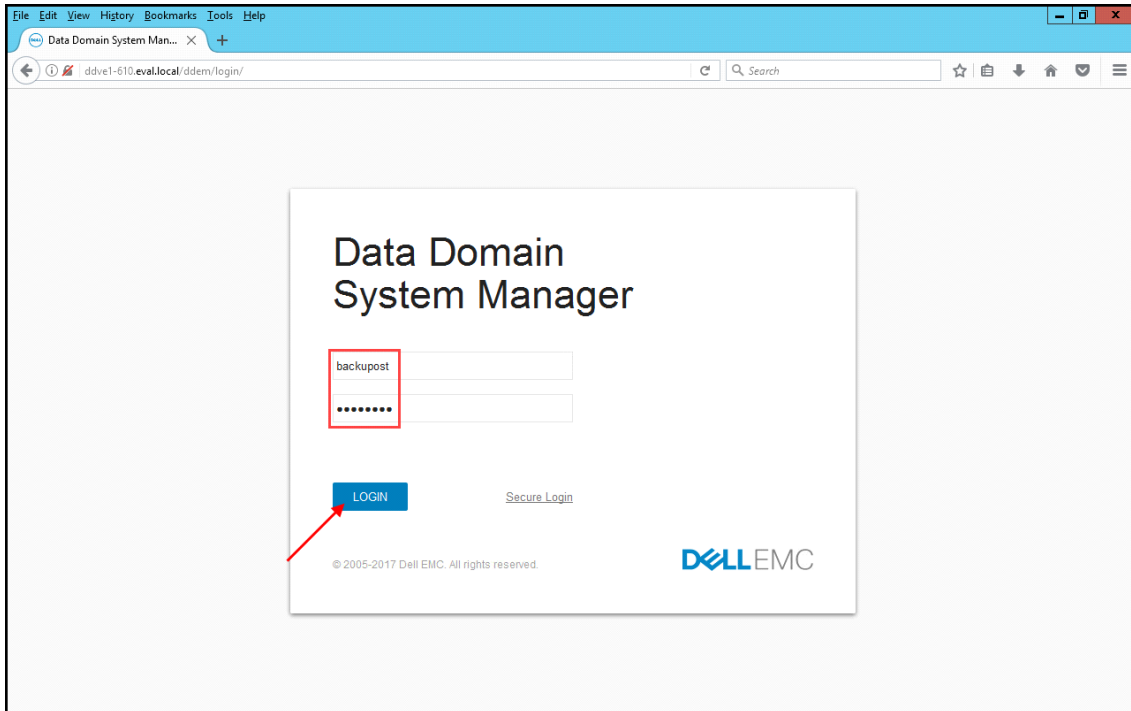 File Edit View History Bookmarks Tools Help
Data Domain System Man...
ddve1-610.eval.local/ddem/login/
Search
Data Domain
System Manager
backupost
••••••••
LOGIN
Secure Login
© 2005-2017 Dell EMC. All rights reserved.
DELLEMC